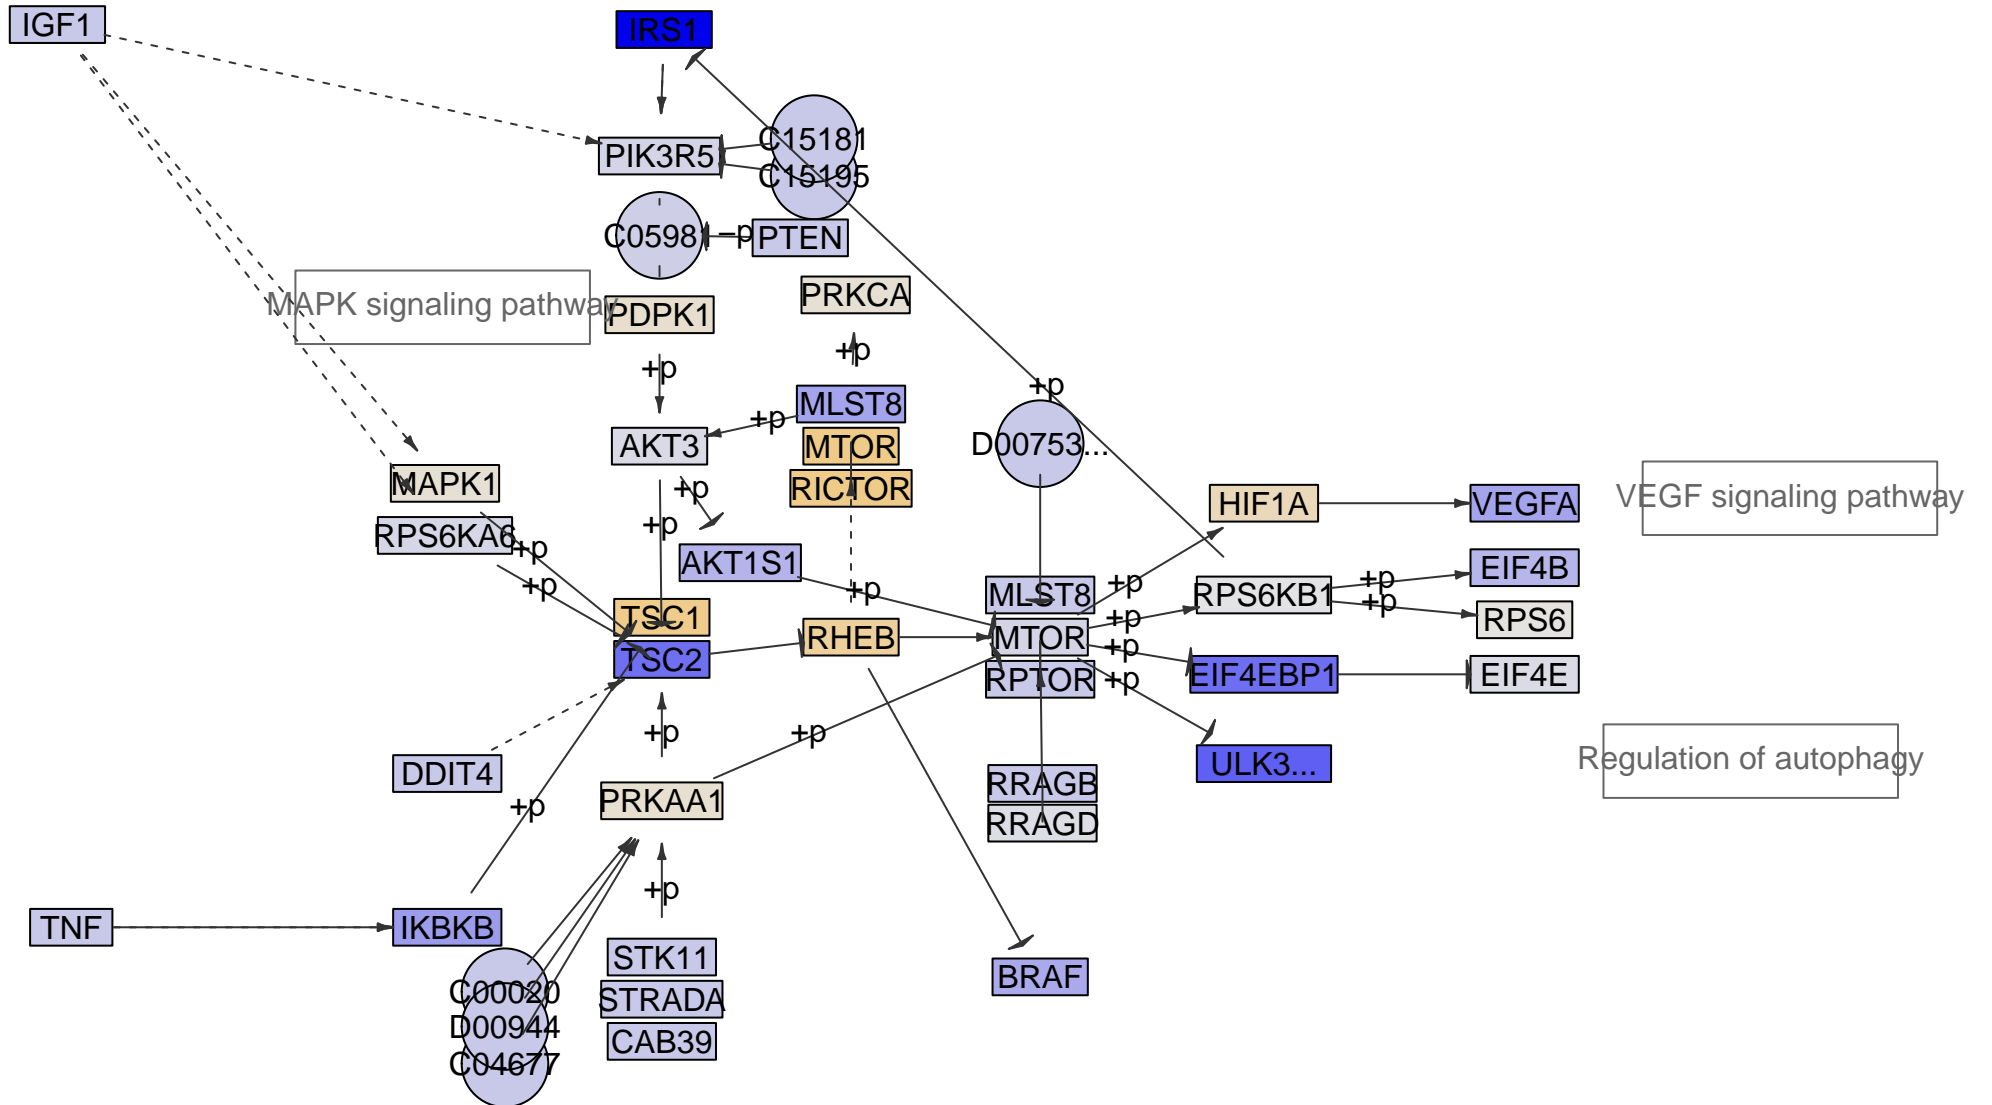 IGF1
IRS1
C15181
PIK3R5
C15195
C05981
-p
PTEN
MAPK signaling pathway
PDPK1
PRKCA
+p
+p
+p
MLST8
+p
AKT3
MTOR
D00753...
MAPK1
+p
RICTOR
HIF1A
VEGFA
VEGF signaling pathway
RPS6KA6
+p
+p
AKT1S1
EIF4B
+p
+p
+p
+p
MLST8
RPS6KB1
+p
TSC1
+p
RPS6
RHEB
MTOR
+p
TSC2
RPTOR
+p
EIF4EBP1
EIF4E
+p
+p
DDIT4
ULK3...
Regulation of autophagy
+p
PRKAA1
RRAGB
RRAGD
+p
TNF
IKBKB
STK11
BRAF
C00020
STRADA
D00944
CAB39
C04677